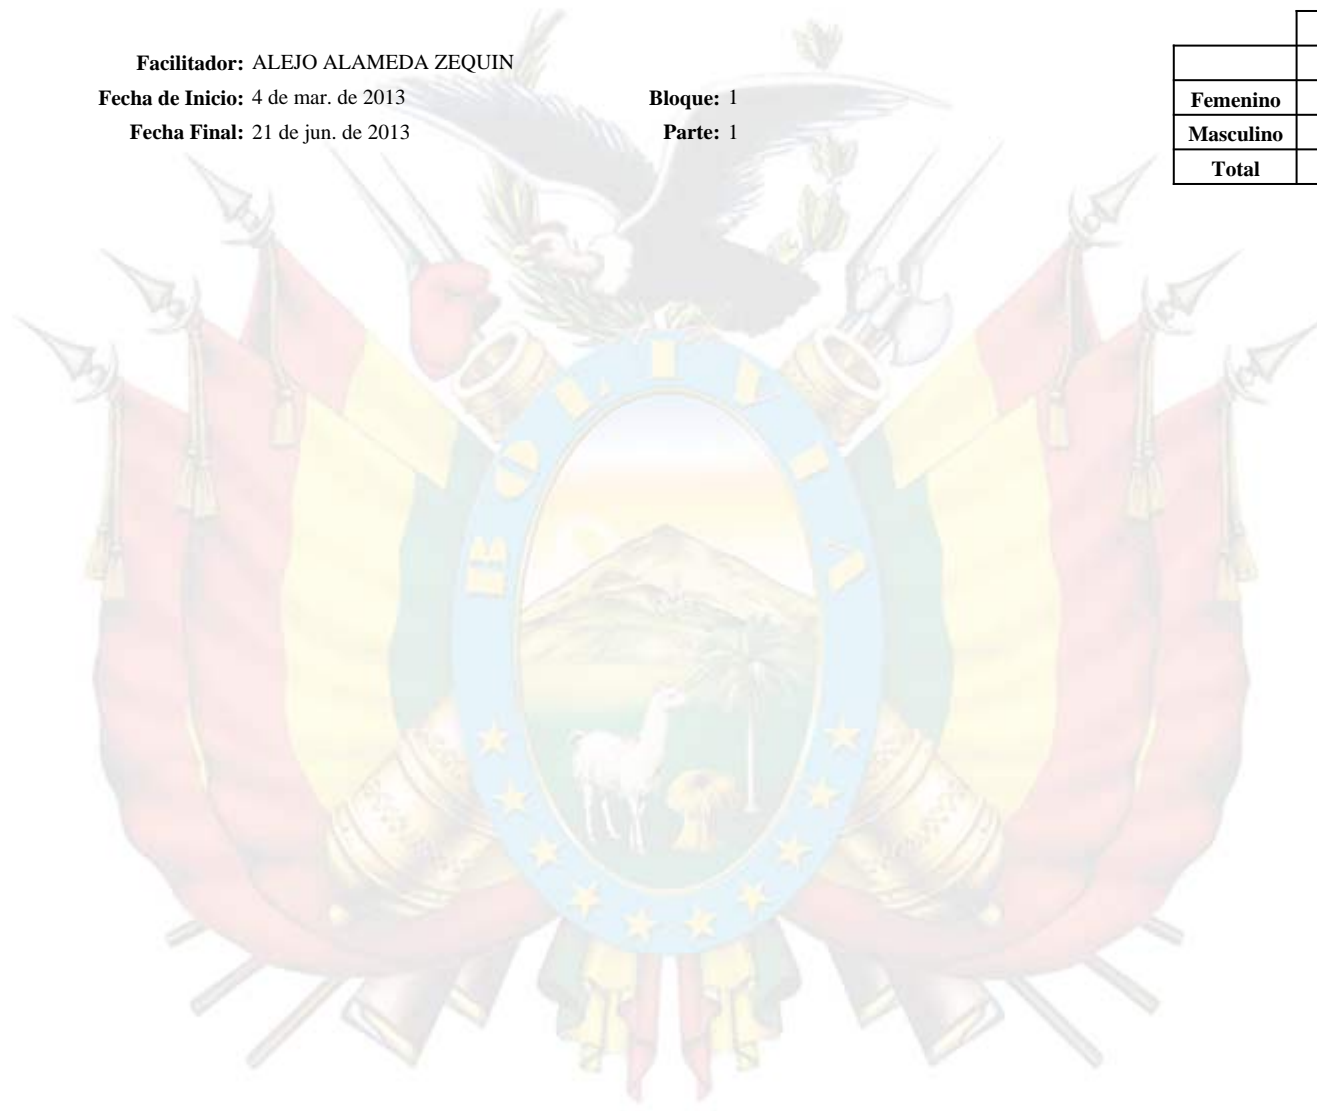 Facilitador: ALEJO ALAMEDA ZEQUIN
Fecha de Inicio: 4 de mar. de 2013
Bloque: 1
Fecha Final: 21 de jun. de 2013
Parte: 1
Femenino
Masculino
Total
BOLIVIA